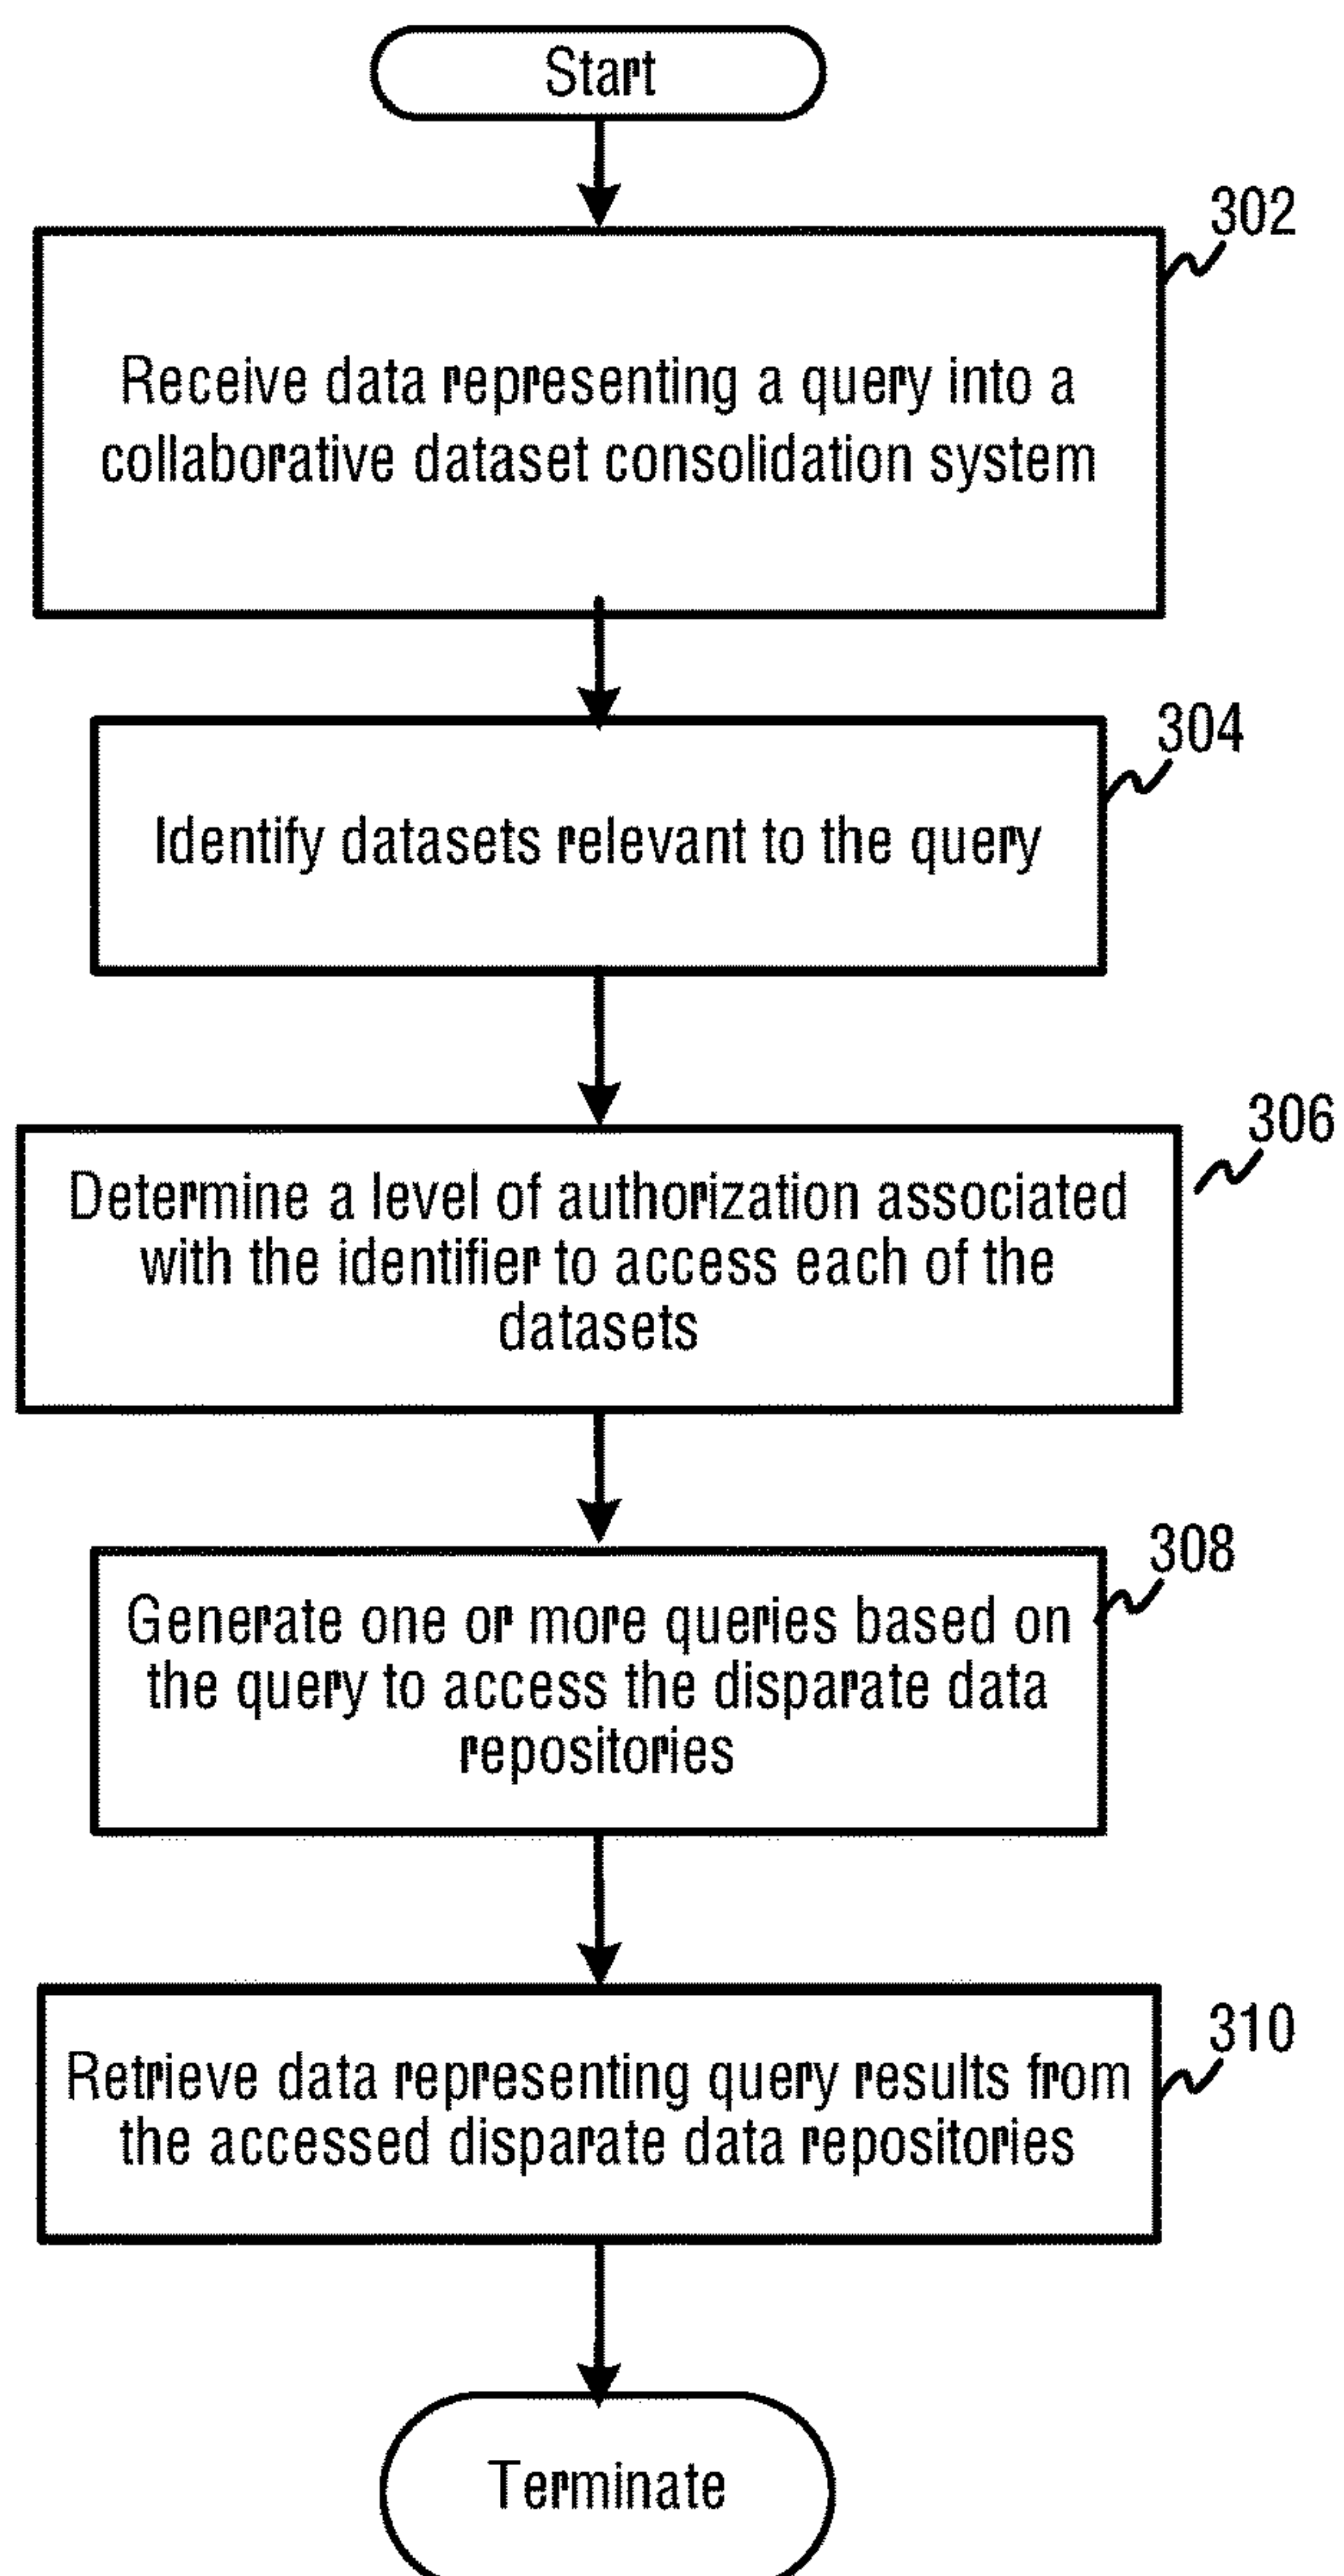 Start
302
Receive data representing a query into a
collaborative dataset consolidation system
304
Identify datasets relevant to the query
306
Determine a level of authorization associated
with the identifier to access each of the
datasets
308
Generate one or more queries based on
the query to access the disparate data
repositories
310
Retrieve data representing query results from
the accessed disparate data repositories
Terminate